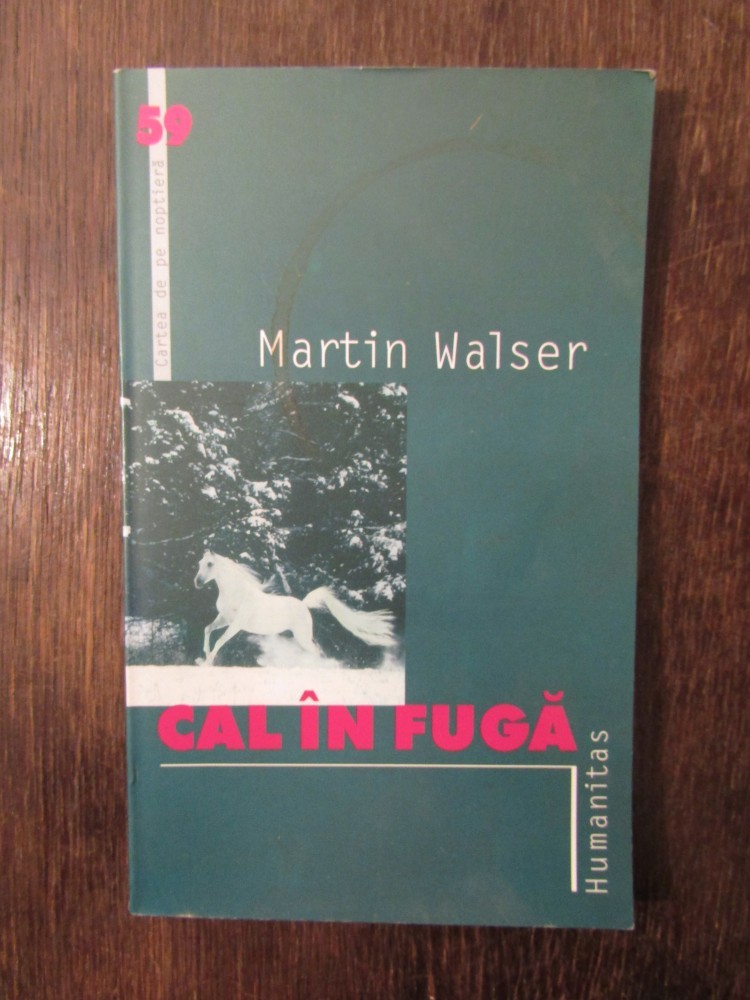 59
Cartea de pe noptieră
Martin Walser
CAL ÎN FUGĂ
Humanitas